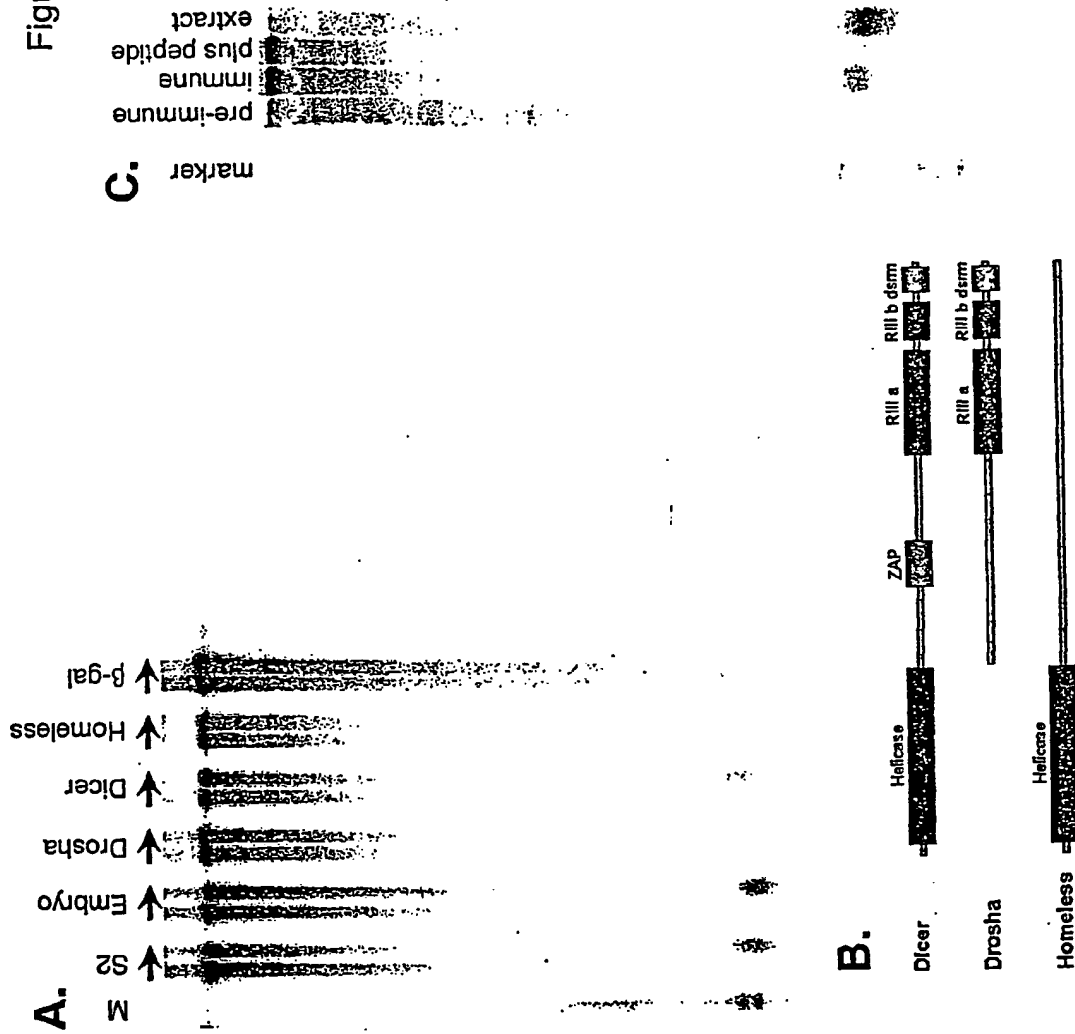 Figu
A.
M
S2
Embryo
Drosha
Dicer
Homeless
β-gal
B.
Dicer
Helicase
ZAP
RIII a
RIII b
dsrm
Drosha
RIII a
RIII b
dsrm
Homeless
Helicase
C.
marker
pre-immune
immune
plus peptide
extract